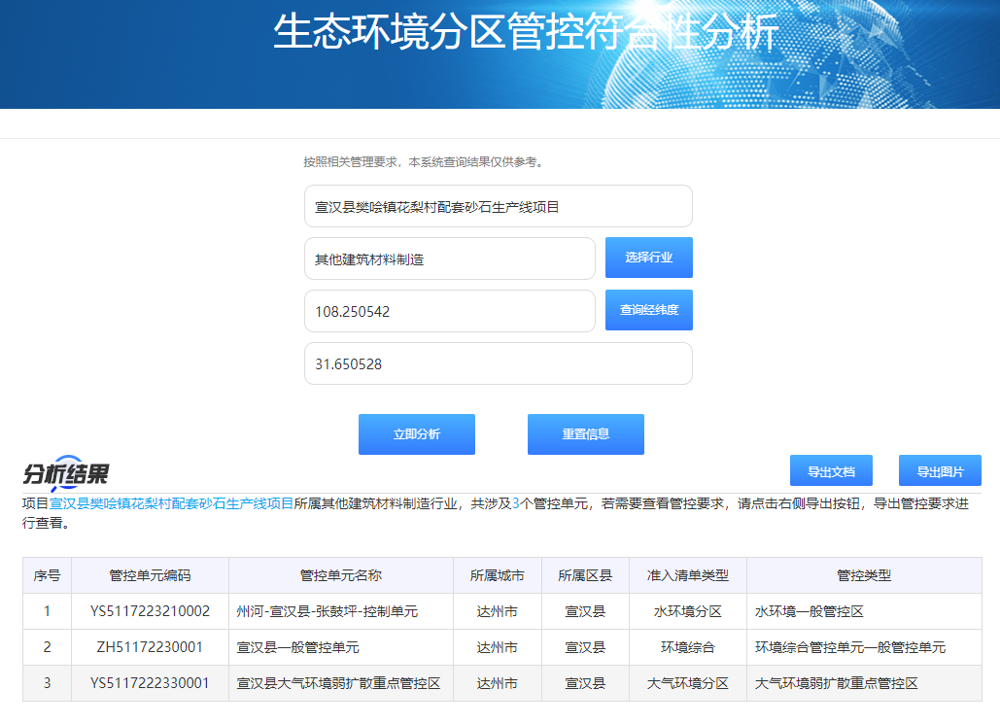 生态环境分区管控符合性分析
按照相关管理要求，本系统查询结果仅供参考。
宣汉县樊哙镇花梨村配套砂石生产线项目
其他建筑材料制造 选择行业
108.250542 查询经纬度
31.650528
立即分析 重置信息
分析结果 导出文档 导出图片
项目宣汉县樊哙镇花梨村配套砂石生产线项目所属其他建筑材料制造行业，共涉及3个管控单元，若需要查看管控要求，请点击右侧导出按钮，导出管控要求进
行查看。
序号 管控单元编码 管控单元名称 所属城市 所属区县 准入清单类型 管控类型
1 YS5117223210002 州河-宣汉县-张鼓坪-控制单元 达州市 宣汉县 水环境分区 水环境一般管控区
2 ZH51172230001 宣汉县一般管控单元 达州市 宣汉县 环境综合 环境综合管控单元一般管控单元
3 YS5117222330001 宣汉县大气环境弱扩散重点管控区 达州市 宣汉县 大气环境分区 大气环境弱扩散重点管控区